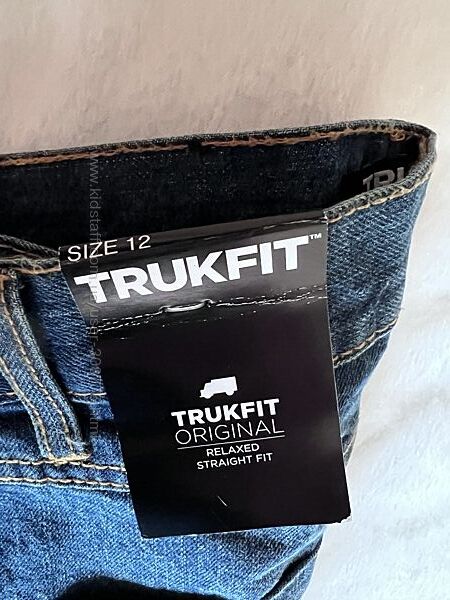 SIZE 12
TRUKFIT™
TRUKFIT
ORIGINAL
RELAXED
STRAIGHT FIT